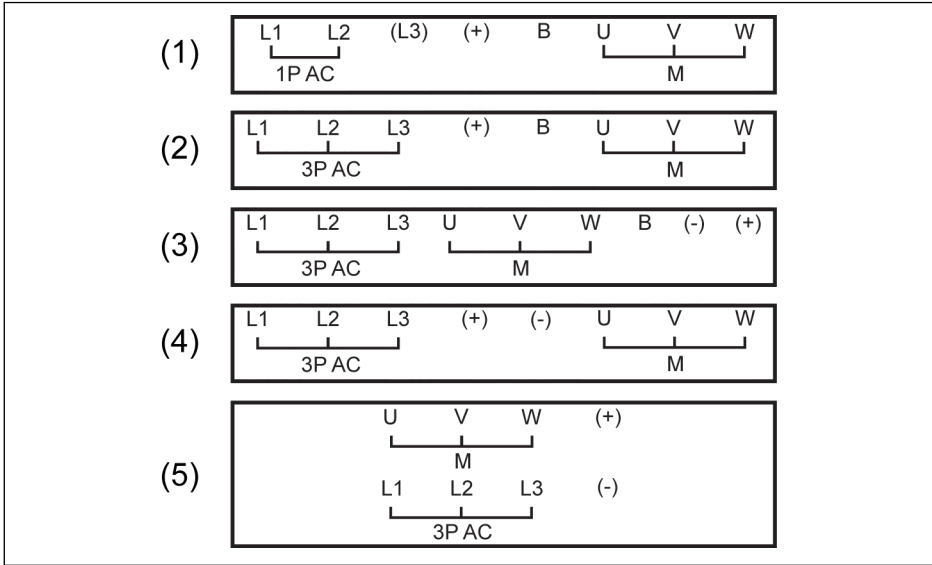 (1) L1 L2 (L3) (+) B U V W
1P AC M
(2) L1 L2 L3 (+) B U V W
3P AC M
(3) L1 L2 L3 U V W B (-) (+)
3P AC M
(4) L1 L2 L3 (+) (-) U V W
3P AC M
(5) U V W (+)
M
L1 L2 L3 (-)
3P AC